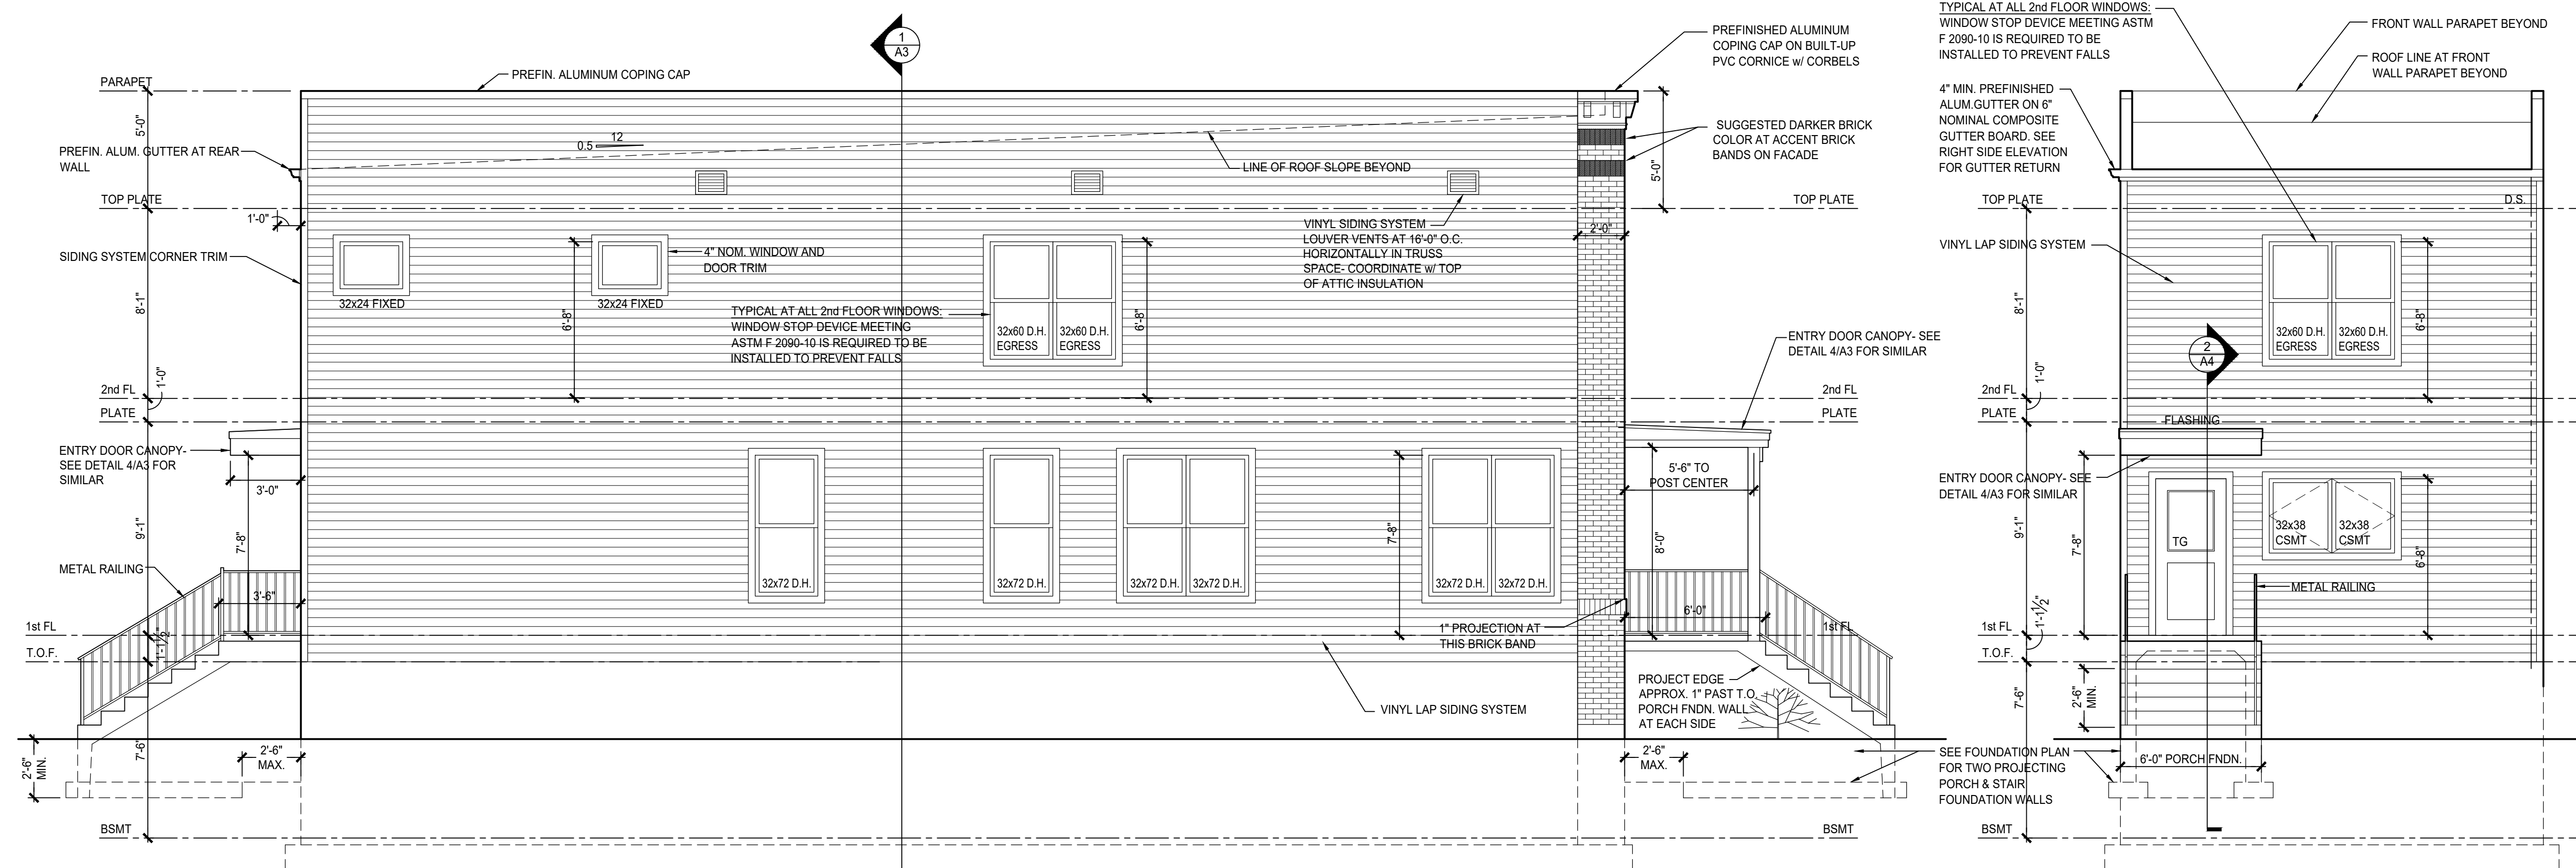 1
A3
PREFINISHED ALUMINUM
COPING CAP ON BUILT-UP
PVC CORNICE w/ CORBELS
PREFIN. ALUMINUM COPING CAP
PARAPET
5'-0"
PREFIN. ALUM. GUTTER AT REAR
WALL
12
0.5
LINE OF ROOF SLOPE BEYOND
SUGGESTED DARKER BRICK
COLOR AT ACCENT BRICK
BANDS ON FACADE
5'-0"
TOP PLATE
TOP PLATE
1'-0"
2'-0"
VINYL SIDING SYSTEM
LOUVER VENTS AT 16'-0" O.C.
HORIZONTALLY IN TRUSS
SPACE- COORDINATE w/ TOP
OF ATTIC INSULATION
SIDING SYSTEM CORNER TRIM
4" NOM. WINDOW AND
DOOR TRIM
32x24 FIXED
32x24 FIXED
8'-1"
6'-8"
6'-8"
TYPICAL AT ALL 2nd FLOOR WINDOWS:
WINDOW STOP DEVICE MEETING
ASTM F 2090-10 IS REQUIRED TO BE
INSTALLED TO PREVENT FALLS
32x60 D.H.
EGRESS
32x60 D.H.
EGRESS
ENTRY DOOR CANOPY- SEE
DETAIL 4/A3 FOR SIMILAR
1'-0"
2nd FL
2nd FL
PLATE
PLATE
ENTRY DOOR CANOPY-
SEE DETAIL 4/A3 FOR
SIMILAR
3'-0"
9'-1"
7'-8"
METAL RAILING
3'-6"
32x72 D.H.
32x72 D.H.
32x72 D.H.
32x72 D.H.
7'-8"
32x72 D.H.
32x72 D.H.
5'-6" TO
POST CENTER
8'-0"
6'-0"
1st FL
1'-1½"
1st FL
T.O.F.
1" PROJECTION AT
THIS BRICK BAND
VINYL LAP SIDING SYSTEM
PROJECT EDGE
APPROX. 1" PAST T.O.
PORCH FNDN. WALL
AT EACH SIDE
7'-6"
2'-6"
MIN.
2'-6"
MAX.
2'-6"
MAX.
BSMT
BSMT
TYPICAL AT ALL 2nd FLOOR WINDOWS:
WINDOW STOP DEVICE MEETING ASTM
F 2090-10 IS REQUIRED TO BE
INSTALLED TO PREVENT FALLS
FRONT WALL PARAPET BEYOND
ROOF LINE AT FRONT
WALL PARAPET BEYOND
4" MIN. PREFINISHED
ALUM.GUTTER ON 6"
NOMINAL COMPOSITE
GUTTER BOARD. SEE
RIGHT SIDE ELEVATION
FOR GUTTER RETURN
TOP PLATE
D.S.
VINYL LAP SIDING SYSTEM
8'-1"
32x60 D.H.
EGRESS
32x60 D.H.
EGRESS
6'-8"
2
A4
1'-0"
2nd FL
PLATE
FLASHING
ENTRY DOOR CANOPY- SEE
DETAIL 4/A3 FOR SIMILAR
9'-1"
7'-8"
TG
32x38
CSMT
32x38
CSMT
6'-8"
METAL RAILING
1'-1½"
1st FL
T.O.F.
7'-6"
2'-6"
MIN.
SEE FOUNDATION PLAN
FOR TWO PROJECTING
PORCH & STAIR
FOUNDATION WALLS
6'-0" PORCH FNDN.
BSMT